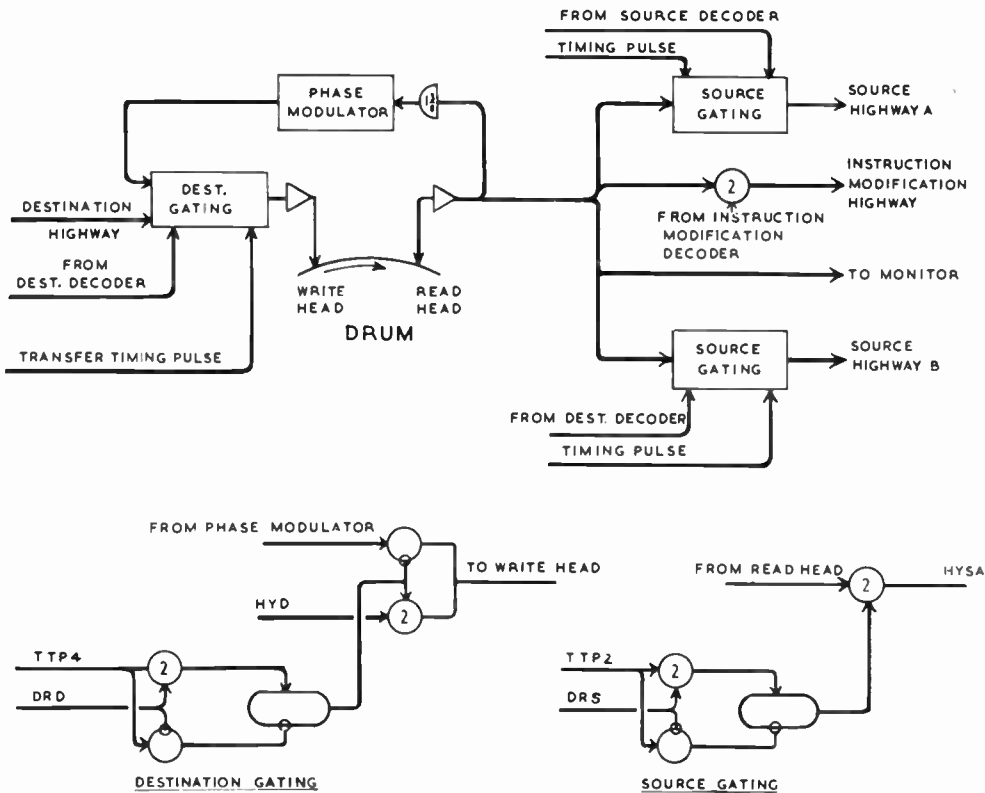 FROM SOURCE DECODER
TIMING PULSE
PHASE
MODULATOR
SOURCE
GATING
SOURCE
HIGHWAY A
DEST.
GATING
DESTINATION
HIGHWAY
FROM
DEST. DECODER
TRANSFER TIMING PULSE
WRITE
HEAD
READ
HEAD
DRUM
2
INSTRUCTION
MODIFICATION
HIGHWAY
FROM INSTRUCTION
MODIFICATION
DECODER
TO MONITOR
SOURCE
GATING
SOURCE
HIGHWAY B
FROM DEST. DECODER
TIMING PULSE
FROM PHASE MODULATOR
TO WRITE HEAD
HYD
2
TTP4
2
DRD
DESTINATION GATING
FROM READ HEAD
2
HYSA
TTP2
2
DRS
SOURCE GATING